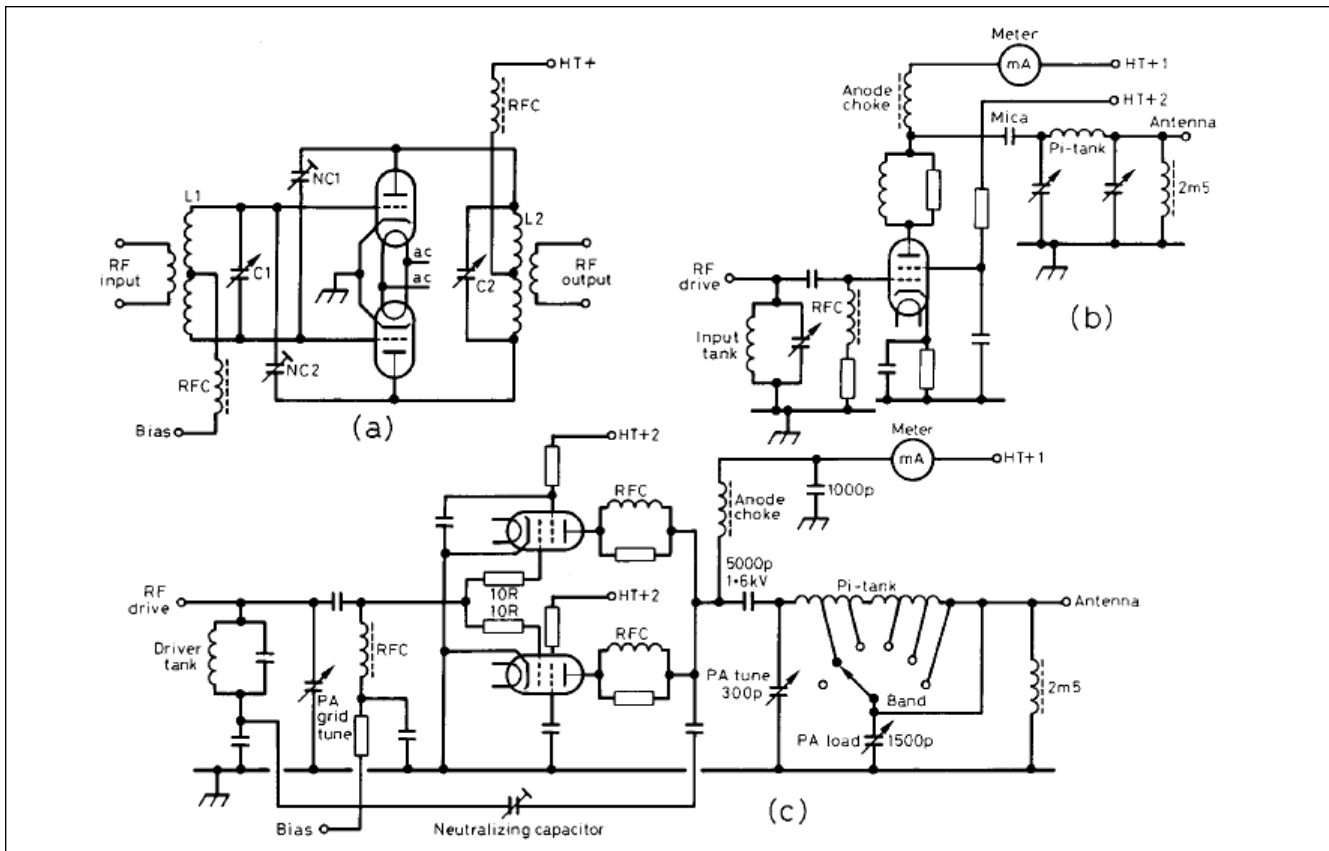 HT+
RFC
NC1
L1
L2
RF
input
C1
ac
ac
C2
RF
output
NC2
RFC
Bias
(a)
Meter
mA
HT+1
Anode
choke
HT+2
Mica
Antenna
Pi-tank
2m5
RF
drive
RFC
Input
tank
(b)
HT+2
Meter
mA
HT+1
RFC
Anode
choke
1000p
10R
10R
5000p
1·6kV
Pi-tank
RF
drive
HT+2
Antenna
Driver
tank
RFC
RFC
PA
grid
tune
PA tune
300p
Band
2m5
PA load
1500p
Bias
Neutralizing capacitor
(c)